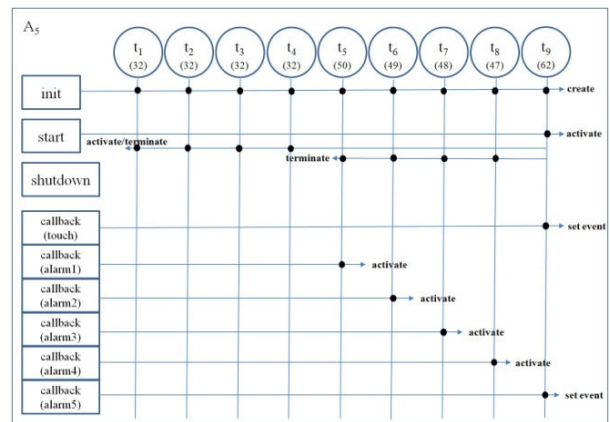 A5
t1 t2 t3 t4 t5 t6 t7 t8 t9
(32) (32) (32) (32) (50) (49) (48) (47) (62)
init
create
start
activate
activate/terminate
terminate
shutdown
callback
(touch)
set event
callback
(alarm1)
activate
callback
(alarm2)
activate
callback
(alarm3)
activate
callback
(alarm4)
activate
callback
(alarm5)
set event